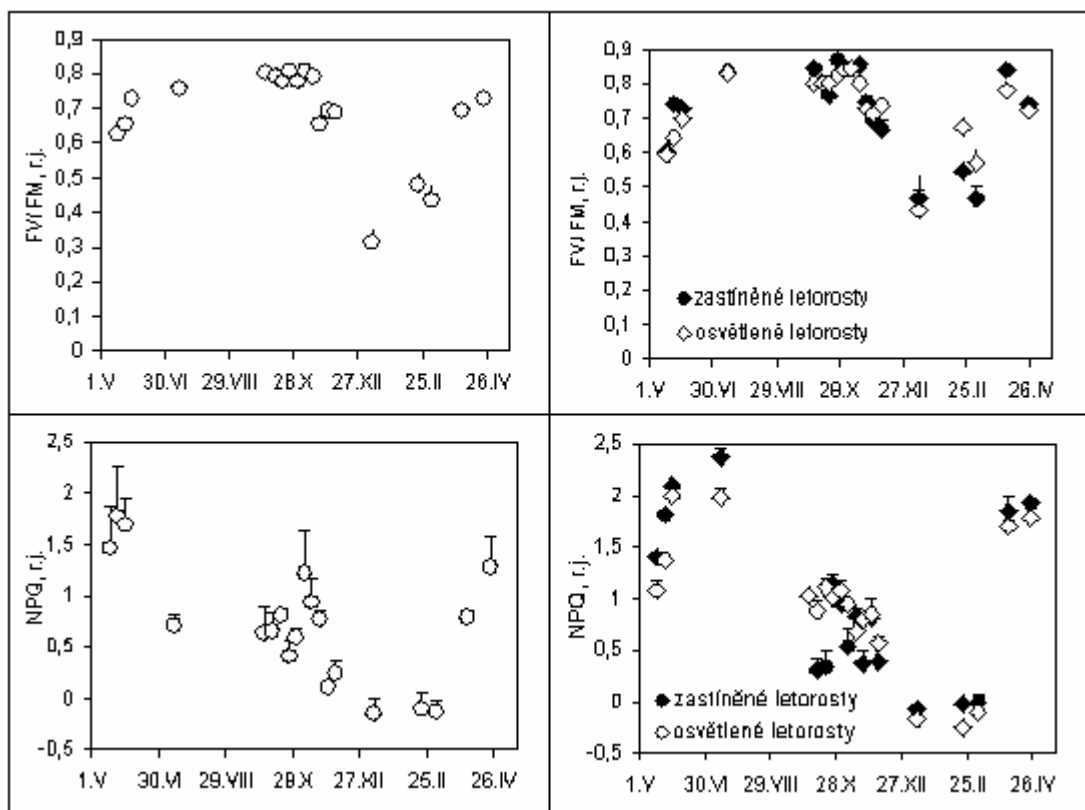 0,9
0,8
0,7
0,6
0,5
0,4
0,3
0,2
0,1
0
FV/FM, r.j.
1.V 30.VI 29.VIII 28.X 27.XII 25.II 26.IV
0,9
0,8
0,7
0,6
0,5
0,4
0,3
0,2
0,1
0
FV/FM, r.j.
zastíněné letorosty
osvětlené letorosty
1.V 30.VI 29.VIII 28.X 27.XII 25.II 26.IV
2,5
2
1,5
1
0,5
0
-0,5
NPQ, r.j.
1.V 30.VI 29.VIII 28.X 27.XII 25.II 26.IV
2,5
2
1,5
1
0,5
0
-0,5
NPQ, r.j.
zastíněné letorosty
osvětlené letorosty
1.V 30.VI 29.VIII 28.X 27.XII 25.II 26.IV